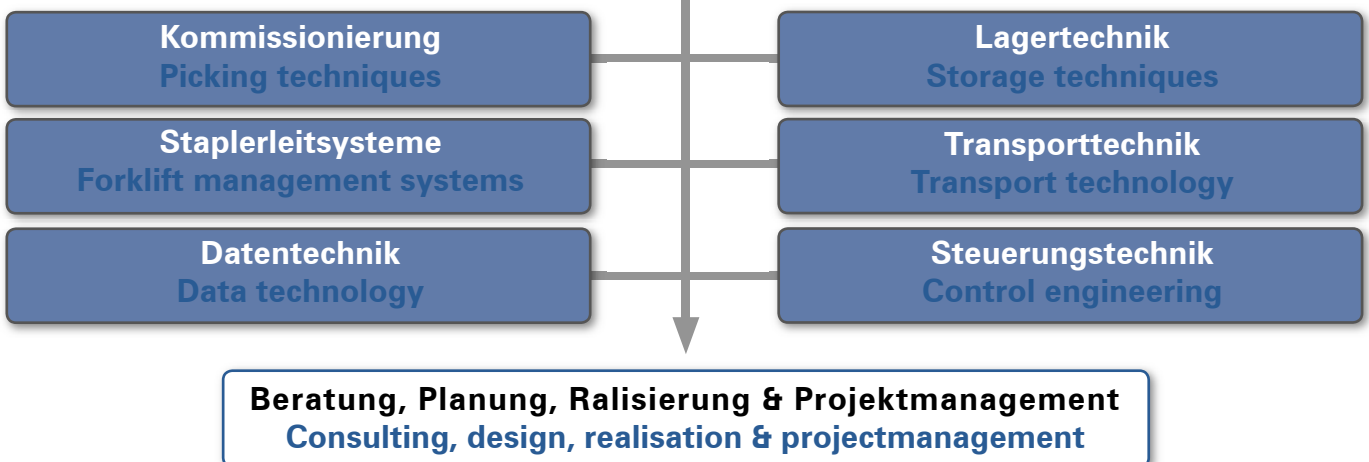 Kommissionierung
Picking techniques
Lagertechnik
Storage techniques
Staplerleitsysteme
Forklift management systems
Transporttechnik
Transport technology
Datentechnik
Data technology
Steuerungstechnik
Control engineering
Beratung, Planung, Ralisierung & Projektmanagement
Consulting, design, realisation & projectmanagement